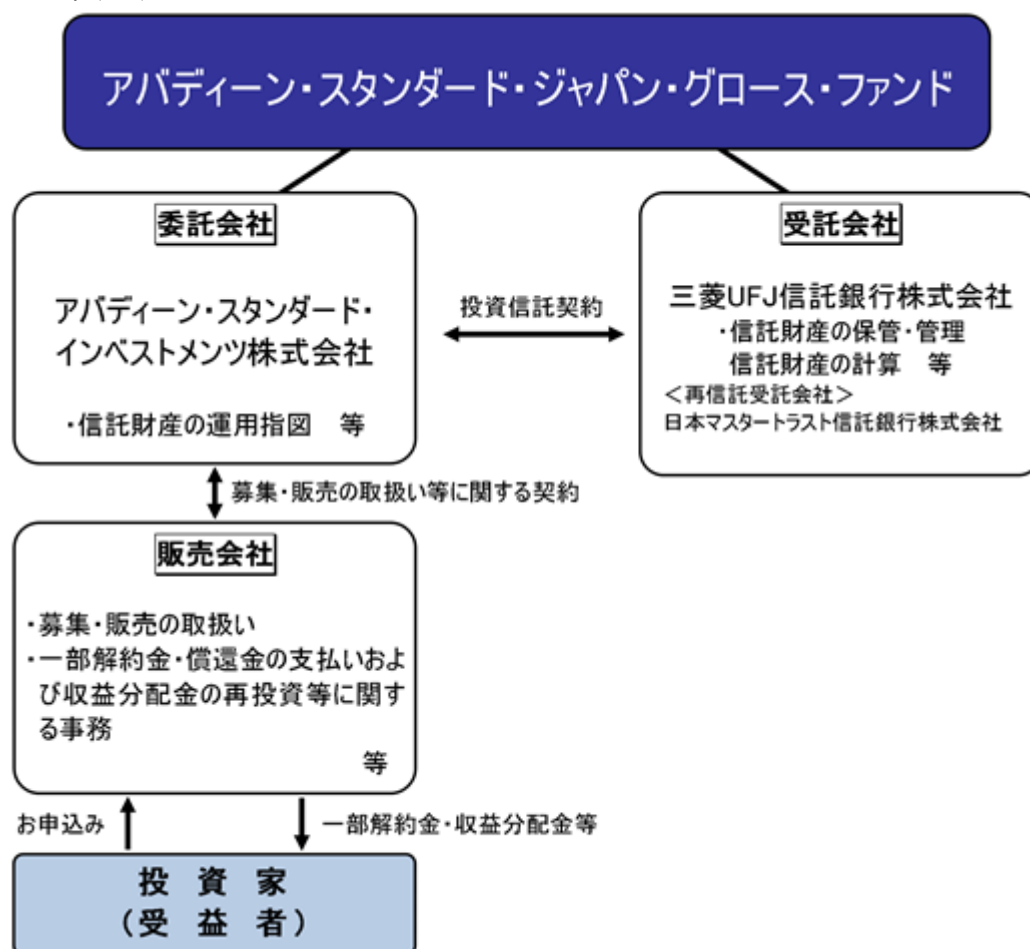 アバディーン・スタンダード・ジャパン・グロース・ファンド
委託会社
アバディーン・スタンダード・
インベストメンツ株式会社
・信託財産の運用指図 等
投資信託契約
受託会社
三菱UFJ信託銀行株式会社
・信託財産の保管・管理
信託財産の計算 等
＜再信託受託会社＞
日本マスタートラスト信託銀行株式会社
募集・販売の取扱い等に関する契約
販売会社
・募集・販売の取扱い
・一部解約金・償還金の支払いおよ
び収益分配金の再投資等に関す
る事務
等
お申込み
一部解約金・収益分配金等
投 資 家
（受 益 者）